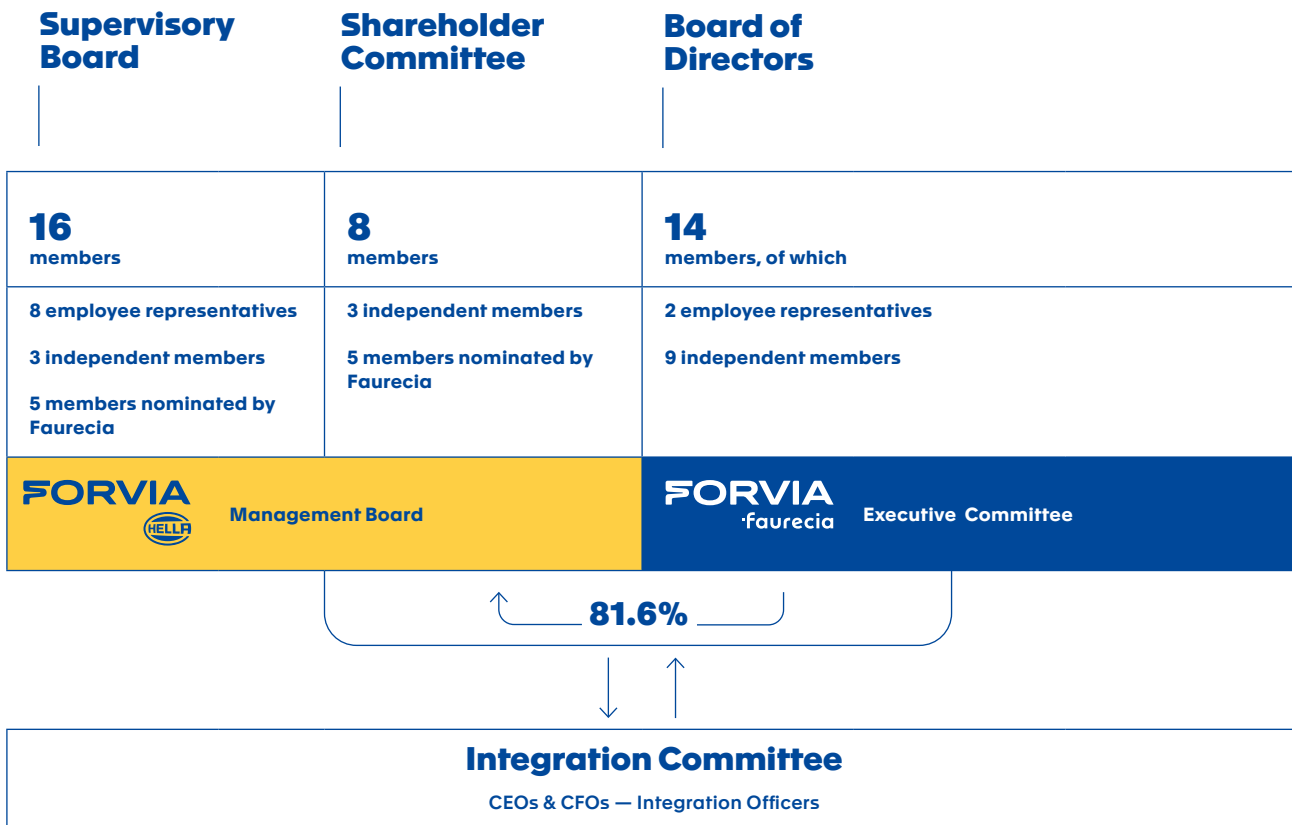 Supervisory
Board
Shareholder
Committee
Board of
Directors
16
members
8
members
14
members, of which
8 employee representatives
3 independent members
5 members nominated by
Faurecia
3 independent members
5 members nominated by
Faurecia
2 employee representatives
9 independent members
FORVIA
HELLA
Management Board
FORVIA
faurecia
Executive Committee
81.6%
Integration Committee
CEOs & CFOs — Integration Officers